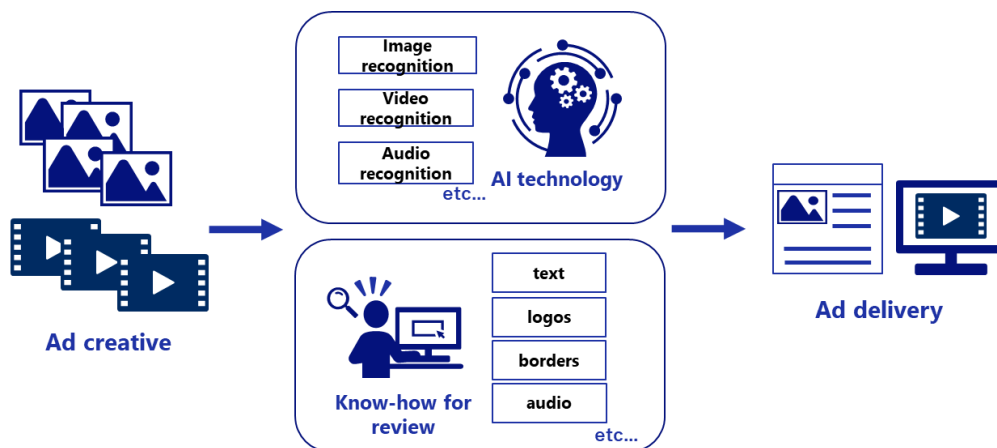 Image
recognition
Video
recognition
Audio
recognition
etc...
AI technology
Ad creative
text
logos
borders
audio
etc...
Know-how for
review
Ad delivery